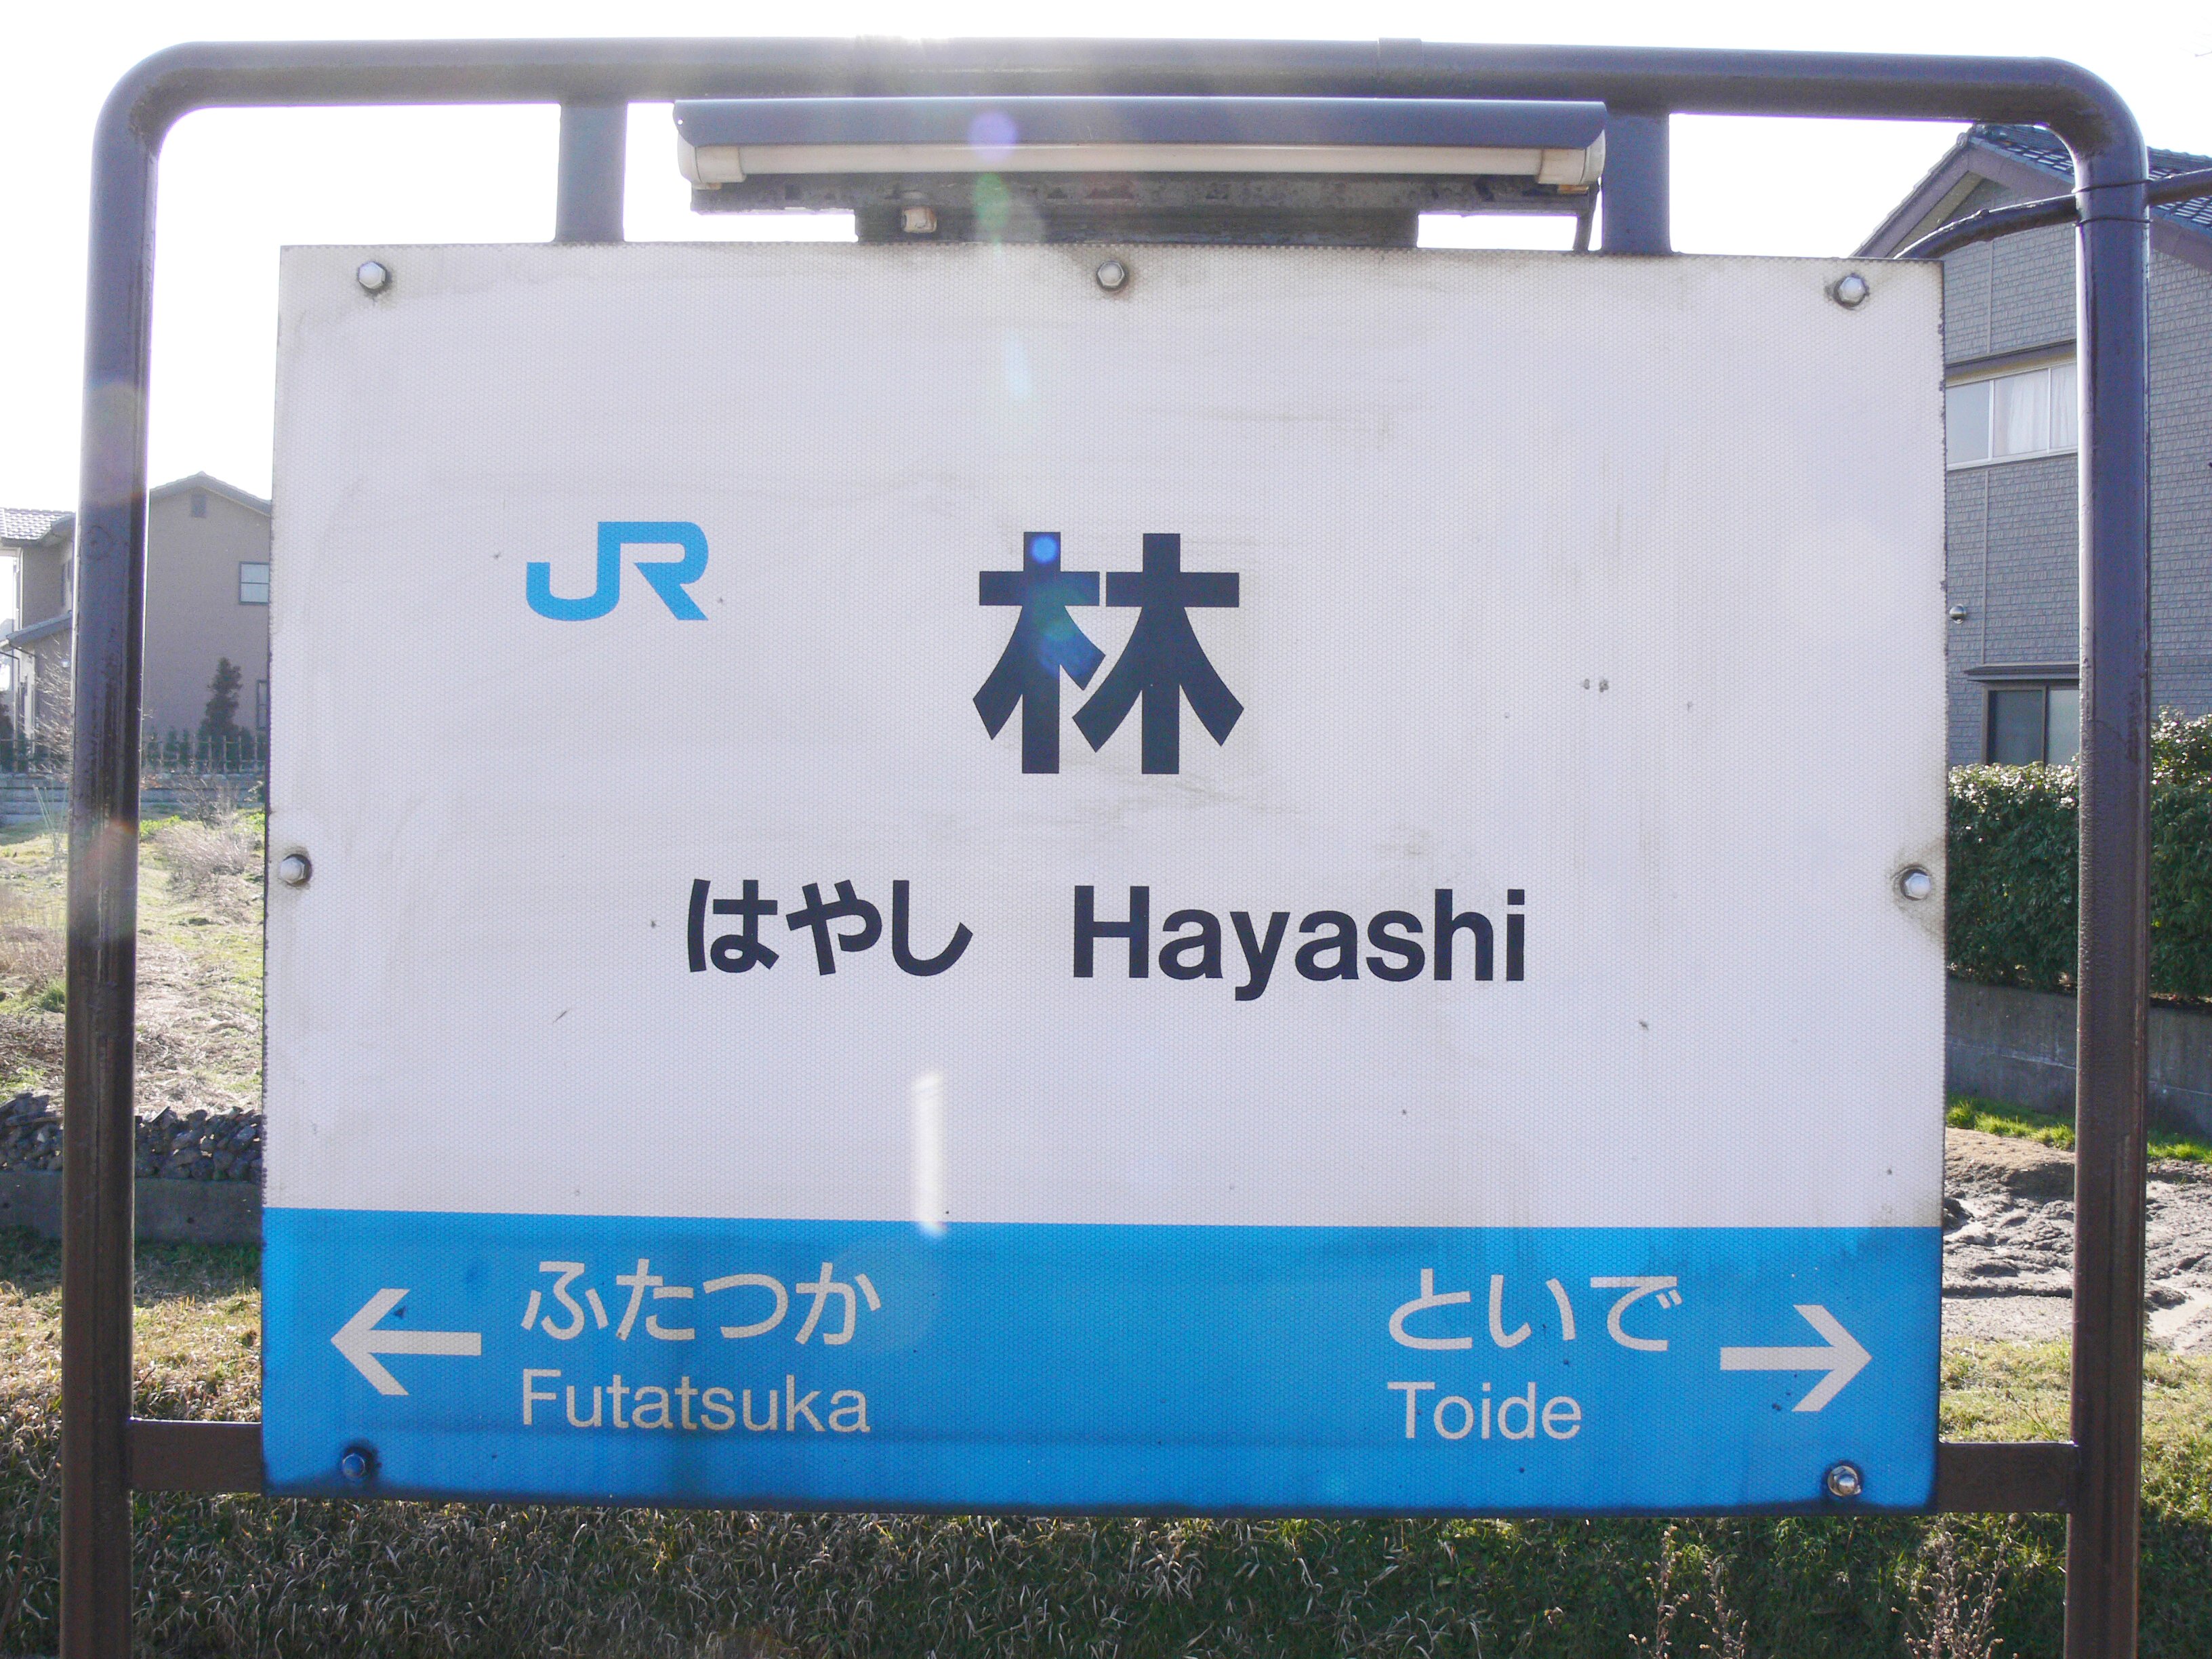 JR 林
はやし Hayashi
← ふたつか といで →
Futatsuka Toide